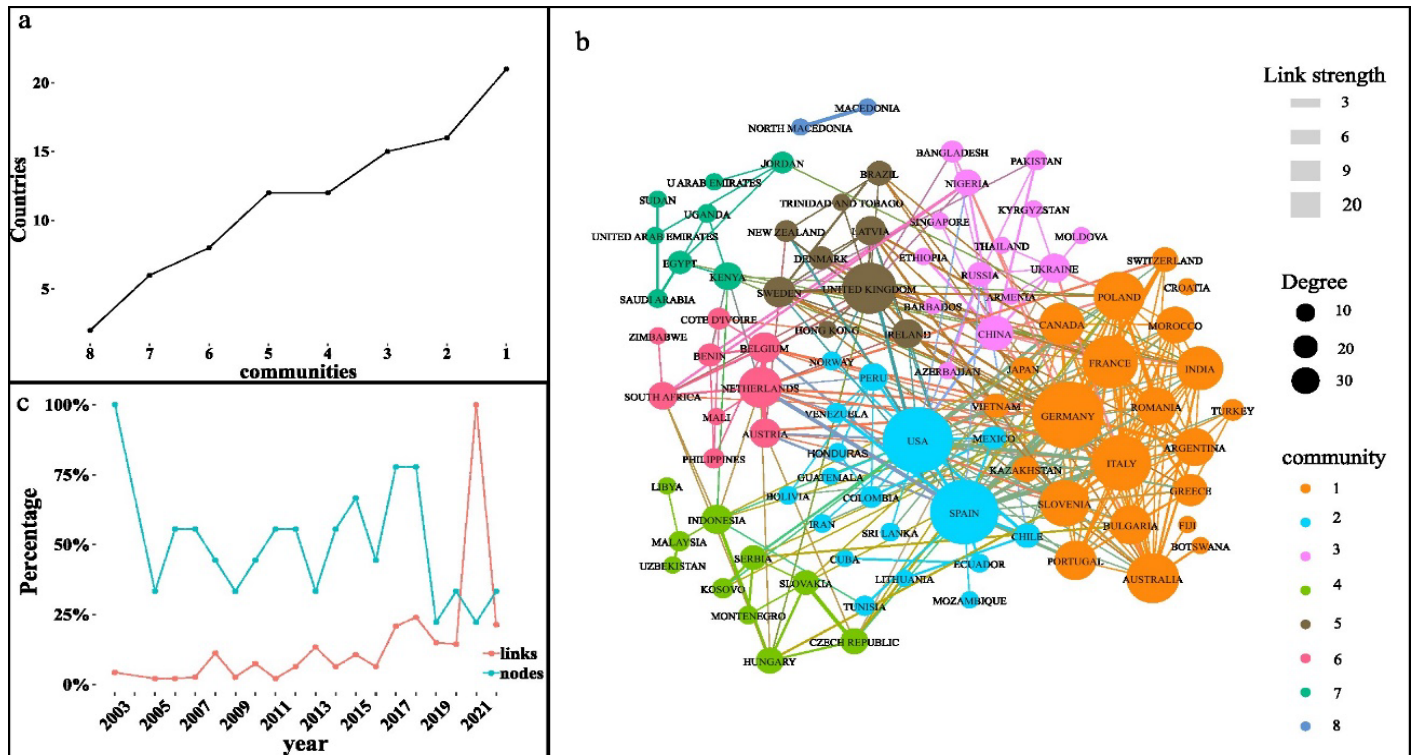 a
20
15
10
5
Countries
8 7 6 5 4 3 2 1
communities
c
100%
75%
50%
25%
0%
Percentage
links
nodes
2003 2005 2007 2009 2011 2013 2015 2017 2019 2021
year
b
MACEDONIA
NORTH MACEDONIA
BANGLADESH
PAKISTAN
JORDAN
BRAZIL
NIGERIA
U ARAB EMIRATES
SUDAN
TRINIDAD AND TOBAGO
KYRGYZSTAN
UGANDA
SINGAPORE
NEW ZEALAND
LATVIA
UNITED ARAB EMIRATES
THAILAND
MOLDOVA
DENMARK
ETHIOPIA
SWITZERLAND
EGYPT
RUSSIA
UKRAINE
KENYA
SWEDEN
UNITED KINGDOM
CROATIA
SAUDI ARABIA
ARMENIA
POLAND
BARBADOS
COTE D'IVOIRE
CANADA
MOROCCO
ZIMBABWE
HONG KONG
IRELAND
CHINA
BENIN
BELGIUM
NORWAY
FRANCE
INDIA
AZERBAIJAN
JAPAN
PERU
NETHERLANDS
SOUTH AFRICA
VIETNAM
ROMANIA
TURKEY
VENEZUELA
GERMANY
MALI
AUSTRIA
USA
MEXICO
ARGENTINA
HONDURAS
PHILIPPINES
ITALY
KAZAKHSTAN
GUATEMALA
LIBYA
GREECE
BOLIVIA
COLOMBIA
SLOVENIA
SPAIN
INDONESIA
IRAN
BULGARIA
FIJI
SRI LANKA
CHILE
MALAYSIA
BOTSWANA
SERBIA
CUBA
ECUADOR
PORTUGAL
UZBEKISTAN
AUSTRALIA
KOSOVO
SLOVAKIA
LITHUANIA
MOZAMBIQUE
TUNISIA
MONTENEGRO
CZECH REPUBLIC
HUNGARY
Link strength
3
6
9
20
Degree
10
20
30
community
1
2
3
4
5
6
7
8